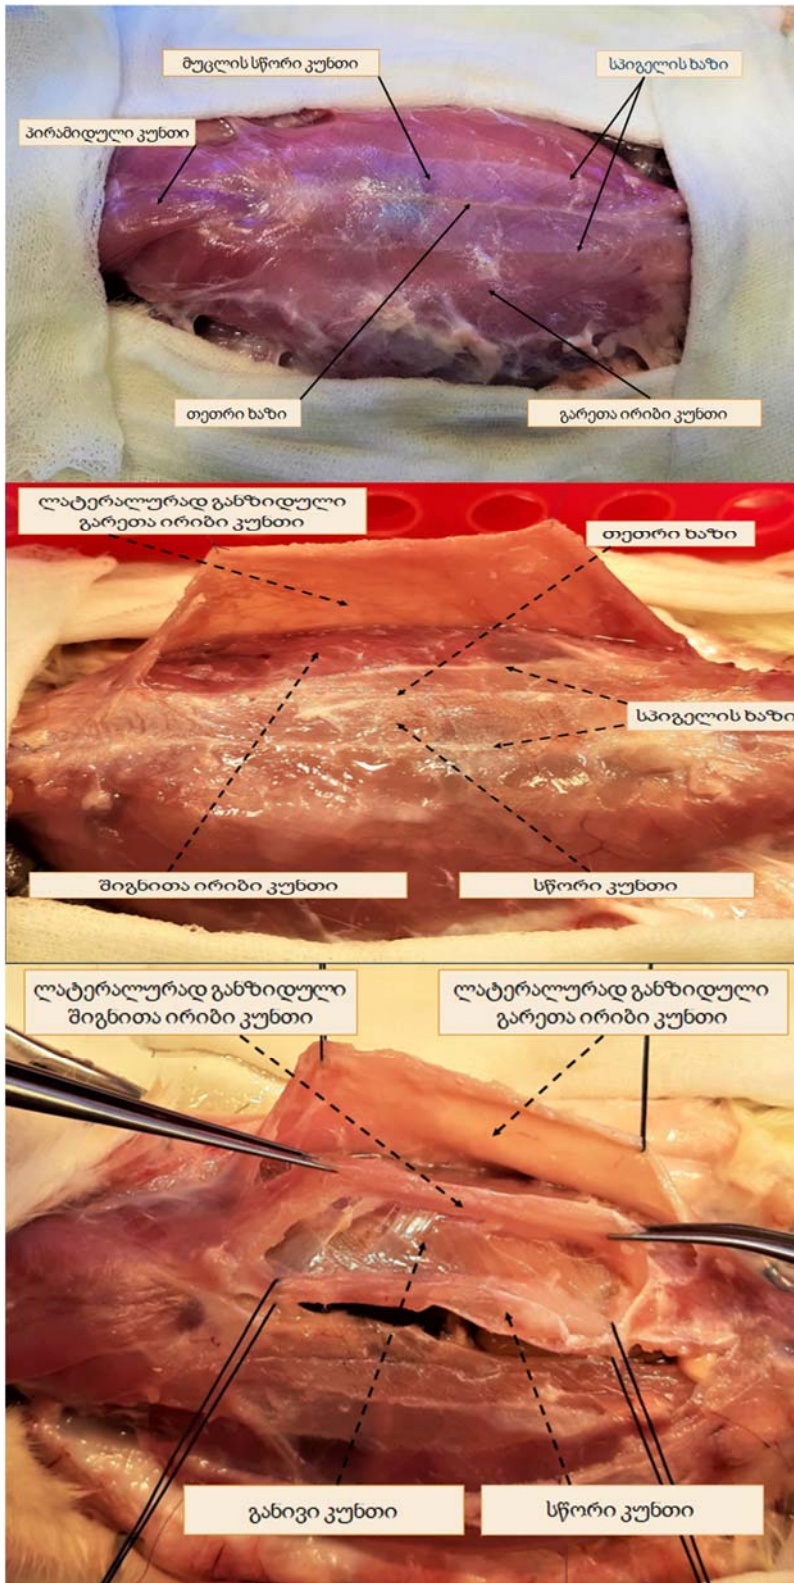 მუცლის სწორი კუნთი
სპიგელის ხაზი
პირამიდული კუნთი
თეთრი ხაზი
გარეთა ირიბი კუნთი
ლატერალურად განზიდული
გარეთა ირიბი კუნთი
თეთრი ხაზი
სპიგელის ხაზი
შიგნითა ირიბი კუნთი
სწორი კუნთი
ლატერალურად განზიდული
შიგნითა ირიბი კუნთი
ლატერალურად განზიდული
გარეთა ირიბი კუნთი
განივი კუნთი
სწორი კუნთი